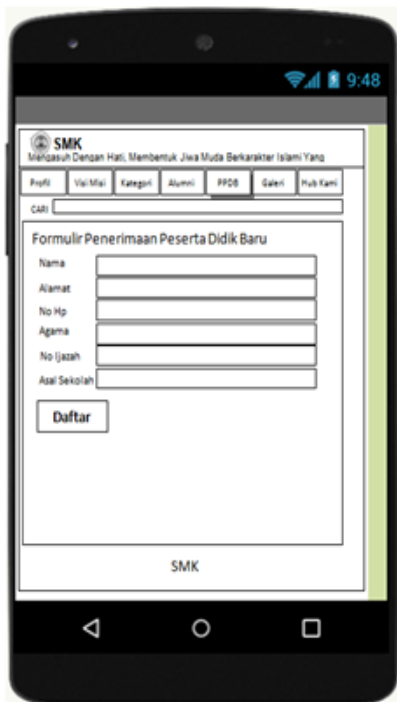 9:48
SMK
Mengasuh Dengan Hati, Membentuk Jiwa Muda Berkarakter Islami Yang
Profil Visi Misi Kategori Alumni PPDB Galeri Hub Kami
CARI
Formulir Penerimaan Peserta Didik Baru
Nama
Alamat
No Hp
Agama
No Ijazah
Asal Sekolah
Daftar
SMK